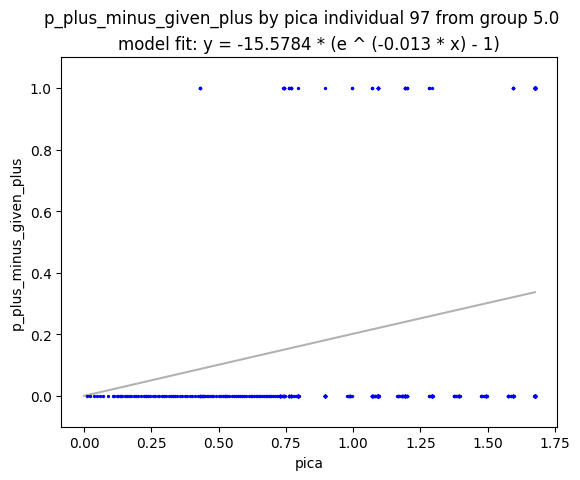 p_plus_minus_given_plus by pica individual 97 from group 5.0
model fit: y = -15.5784 * (e ^ (-0.013 * x) - 1)
p_plus_minus_given_plus
1.0
0.8
0.6
0.4
0.2
0.0
0.00 0.25 0.50 0.75 1.00 1.25 1.50 1.75
pica